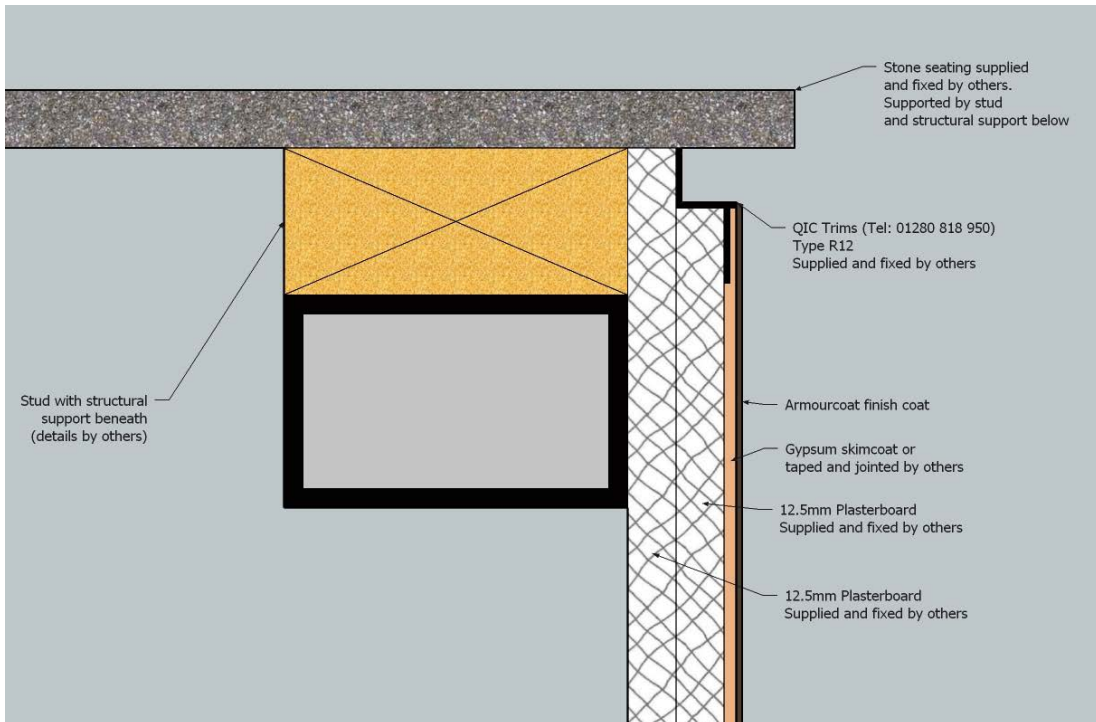 Stone seating supplied
and fixed by others.
Supported by stud
and structural support below
QIC Trims (Tel: 01280 818 950)
Type R12
Supplied and fixed by others
Stud with structural
support beneath
(details by others)
Armourcoat finish coat
Gypsum skimcoat or
taped and jointed by others
12.5mm Plasterboard
Supplied and fixed by others
12.5mm Plasterboard
Supplied and fixed by others